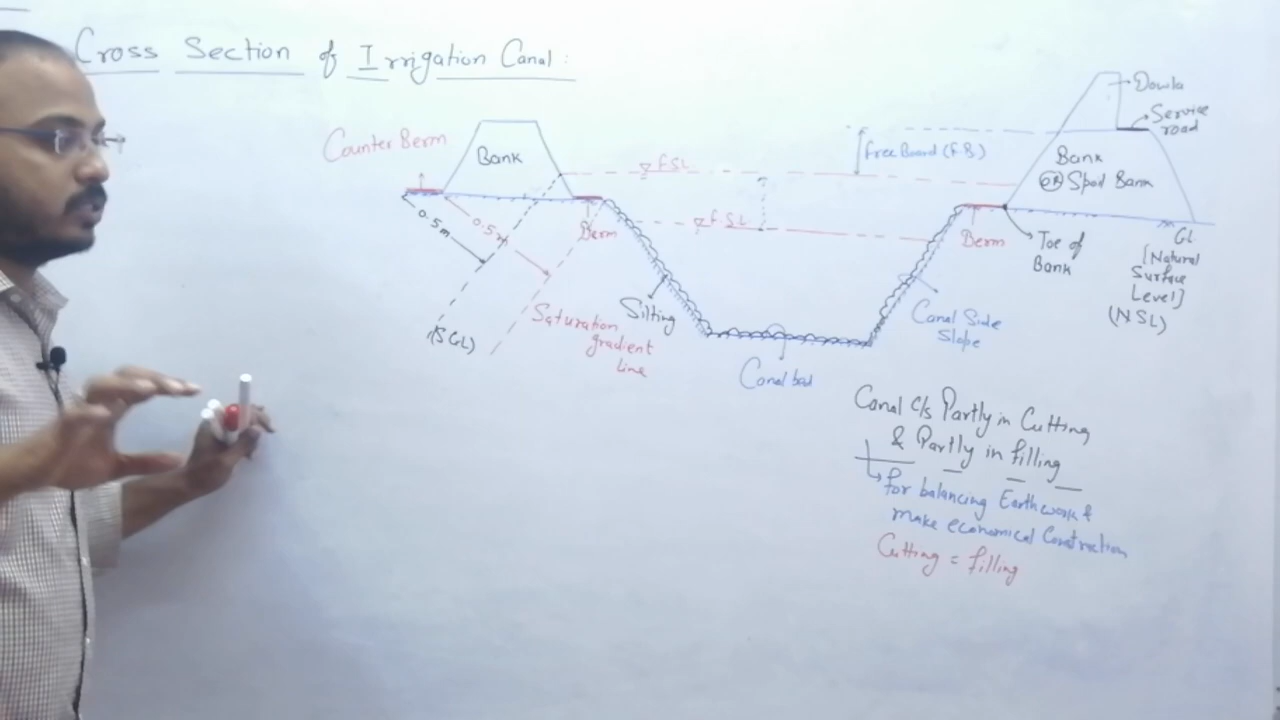 Cross Section of Irrigation Canal:
Dowla
Service
road
Counter Berm
Bank
FSL
Free Board (F.B)
Bank
OR Spoil Bank
0.5m
0.5m
Berm
F.S.L
Berm
Toe of
Bank
GL
[Natural
Surface
Level]
(NSL)
Silting
Saturation
gradient
line
(SGL)
Canal Side
Slope
Canal bed
Canal c/s Partly in Cutting
& Partly in filling
for balancing Earthwork &
make economical Construction
Cutting = filling